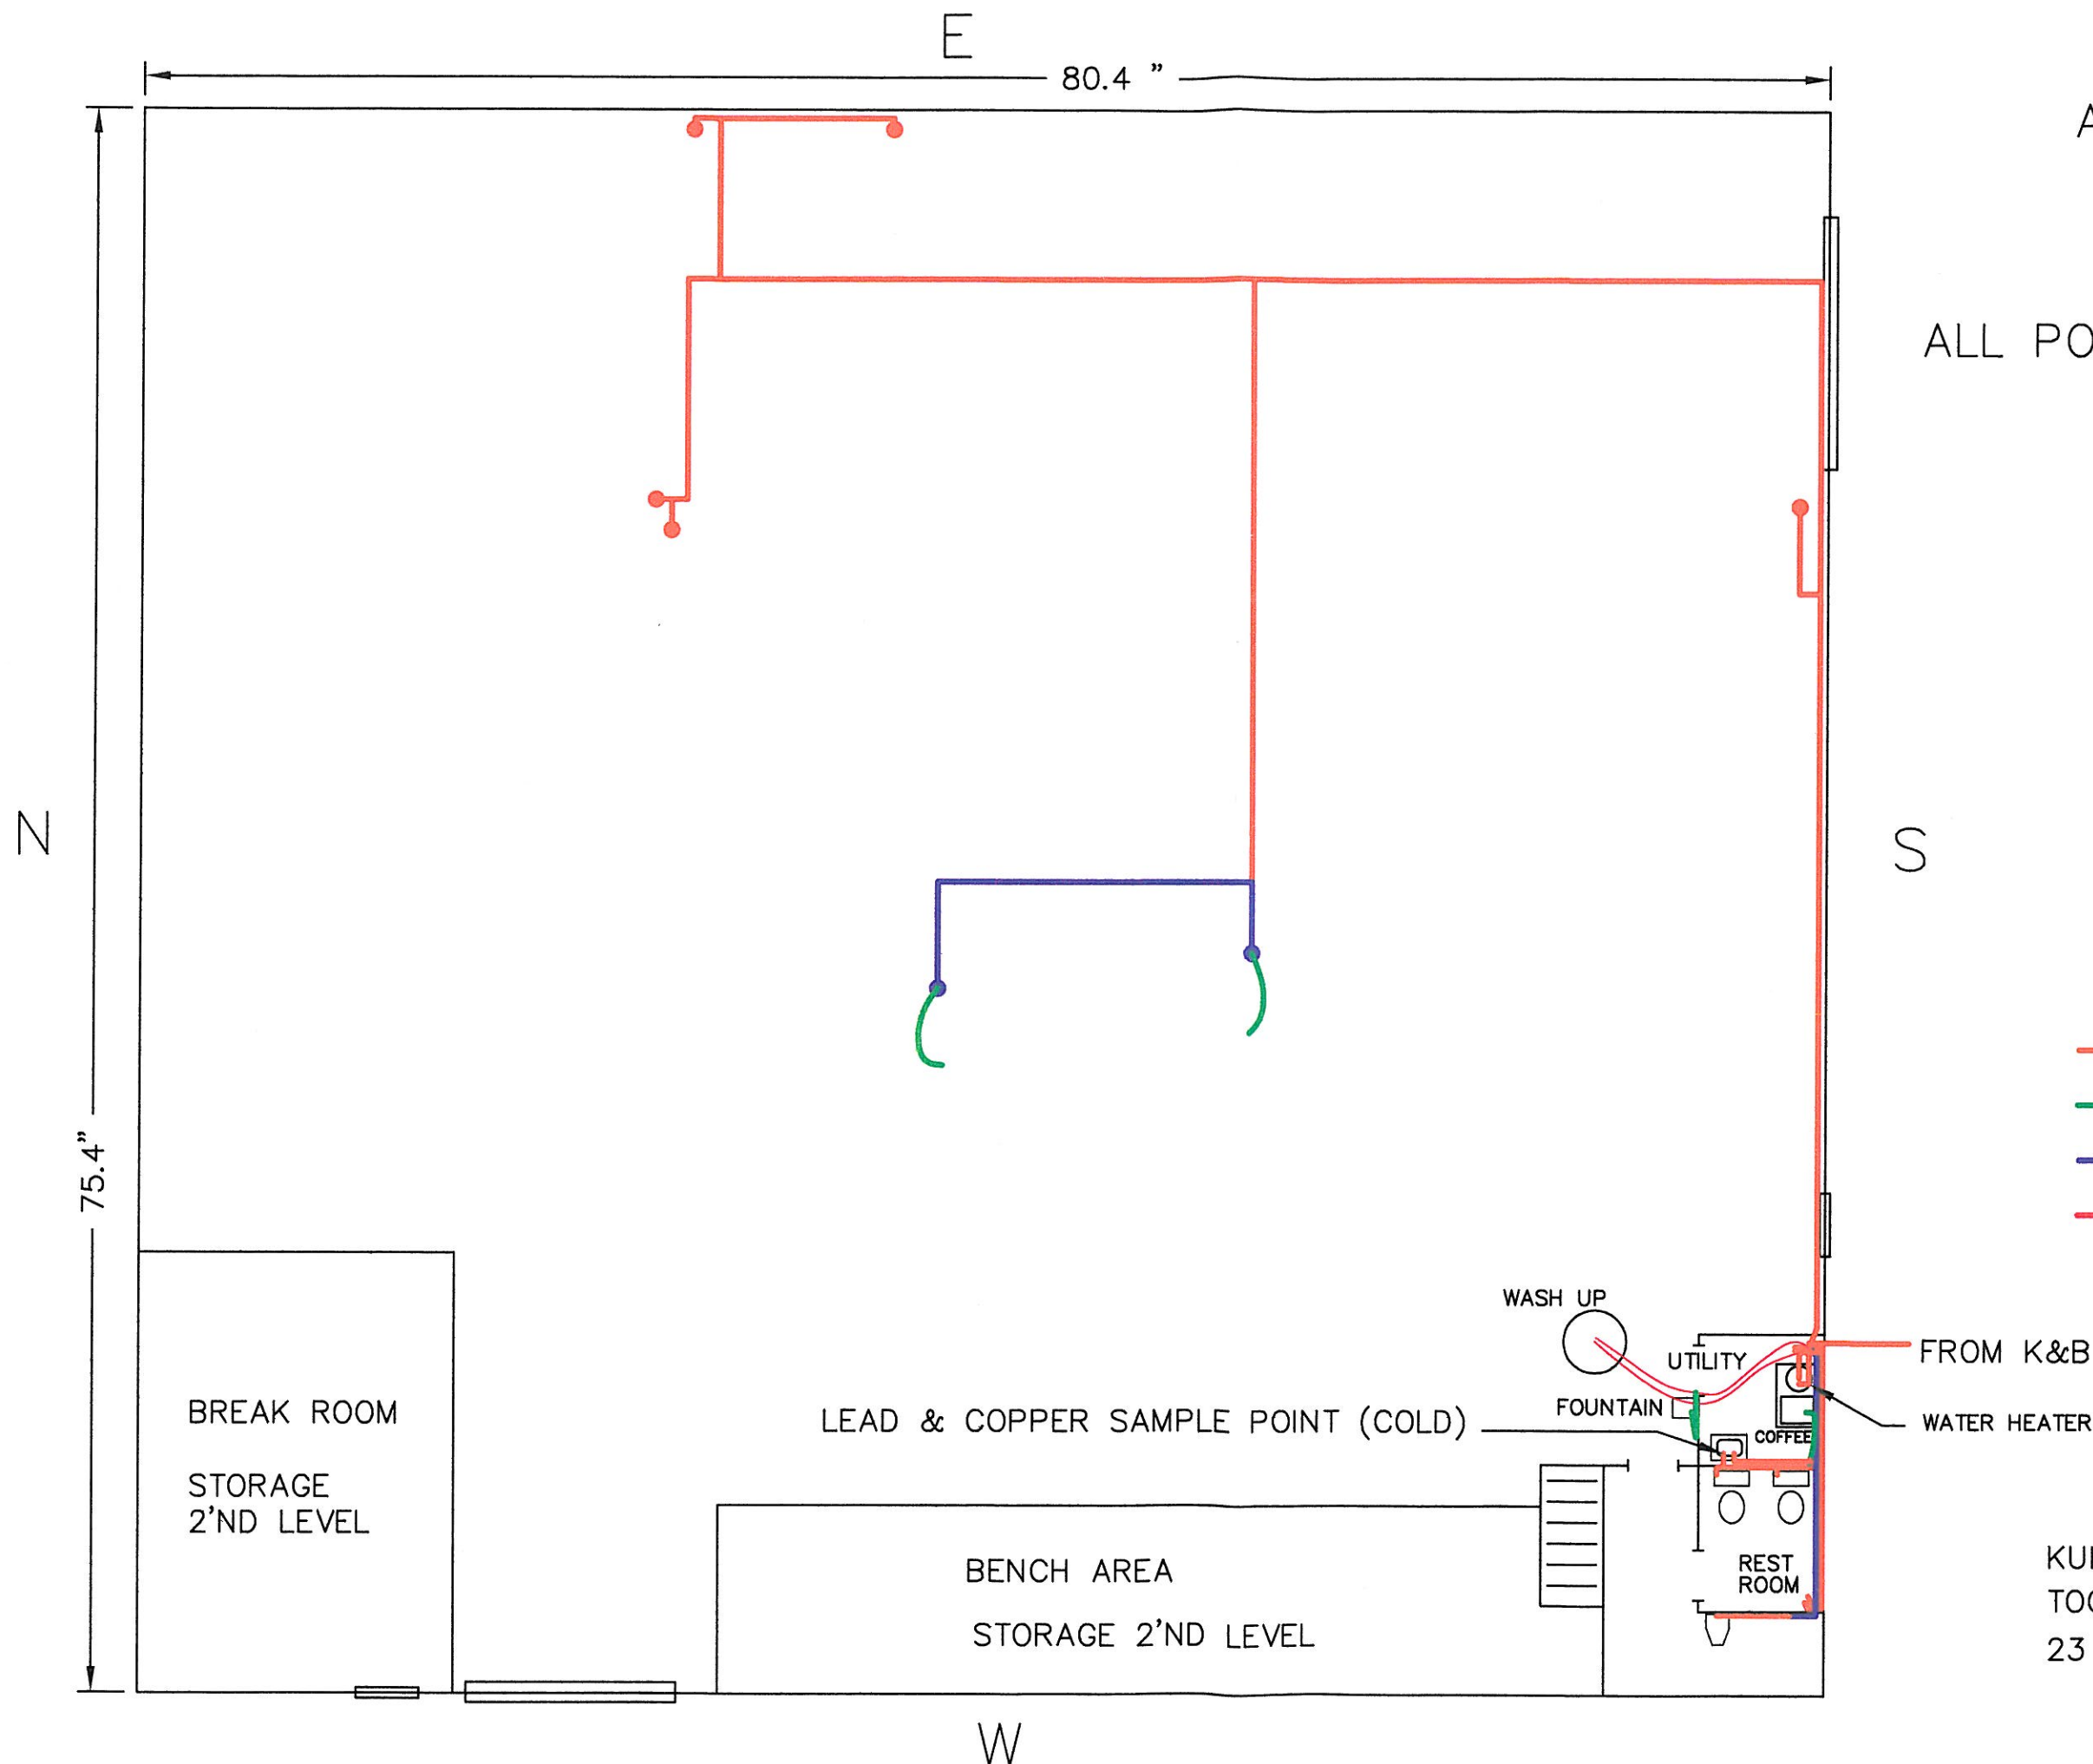 E
80.4 "
A
ALL PO
N
S
75.4"
WASH UP
UTILITY
FROM K&B
FOUNTAIN
LEAD & COPPER SAMPLE POINT (COLD)
WATER HEATER
COFFEE
BREAK ROOM
STORAGE
2'ND LEVEL
BENCH AREA
STORAGE 2'ND LEVEL
REST
ROOM
TOO
23
W